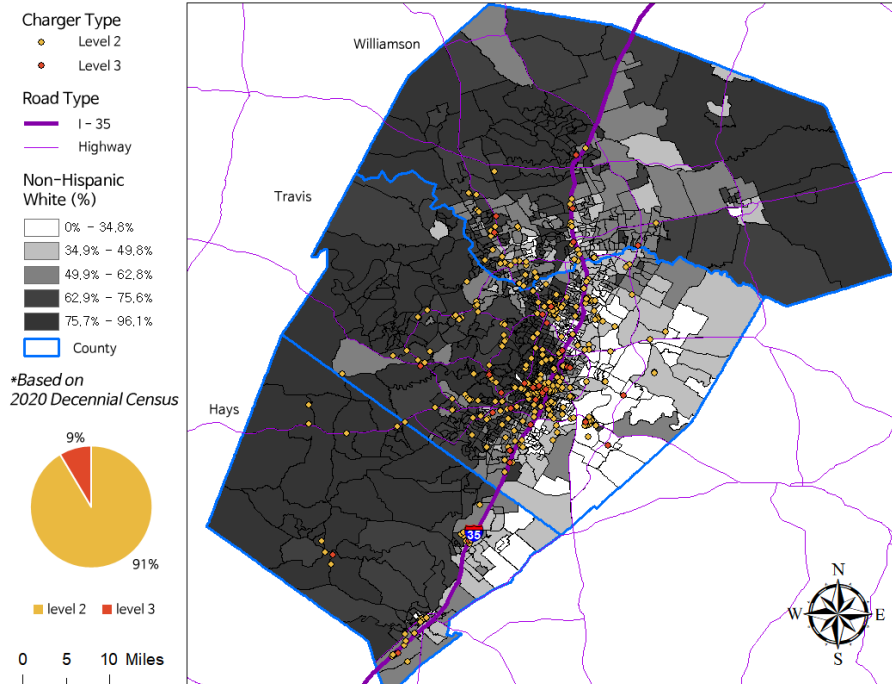 Charger Type
Level 2
Level 3
Road Type
I - 35
Highway
Non-Hispanic
White (%)
0% - 34,8%
34,9% - 49,8%
49,9% - 62,8%
62,9% - 75,6%
75,7% - 96,1%
County
*Based on
2020 Decennial Census
9%
91%
level 2 level 3
0 5 10 Miles
Williamson
Travis
Hays
35
N
W E
S